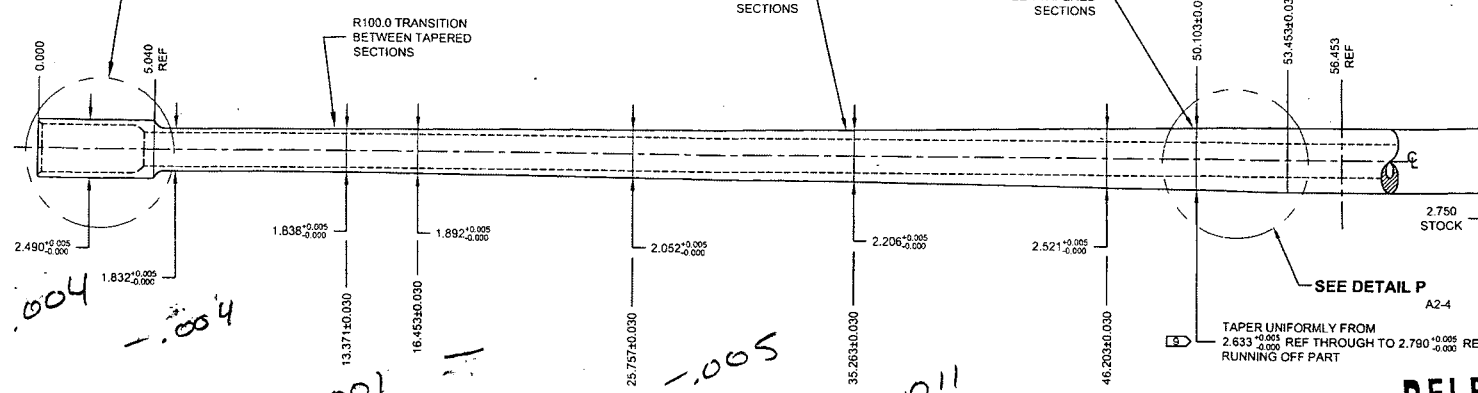 SECTIONS
SECTIONS
R100.0 TRANSITION
BETWEEN TAPERED
SECTIONS
0.000
5.040
REF
50.103±0.0
53.453±0.03
56.453
REF
2.490+0.005 -0.000
1.832+0.005 -0.000
1.838+0.005 -0.000
1.892+0.005 -0.000
2.052+0.005 -0.000
2.206+0.005 -0.000
2.521+0.005 -0.000
2.750
STOCK
13.371±0.030
16.453±0.030
25.757±0.030
35.263±0.030
46.203±0.030
SEE DETAIL P
A2-4
9
TAPER UNIFORMLY FROM
2.633+0.005 -0.000 REF THROUGH TO 2.790+0.005 -0.000 RE
RUNNING OFF PART
.004
-.004
-.005